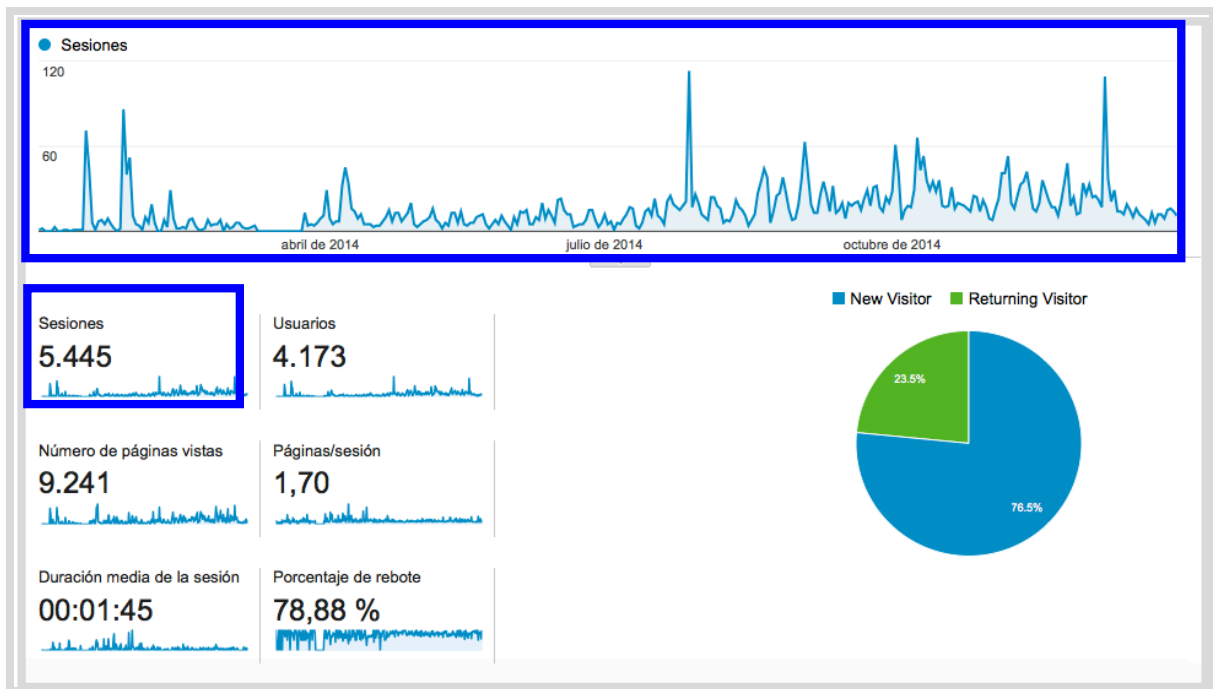 Sesiones
120
60
abril de 2014
julio de 2014
octubre de 2014
New Visitor
Returning Visitor
Sesiones
5.445
Usuarios
4.173
Número de páginas vistas
9.241
Páginas/sesión
1,70
Duración media de la sesión
00:01:45
Porcentaje de rebote
78,88 %
23.5%
76.5%